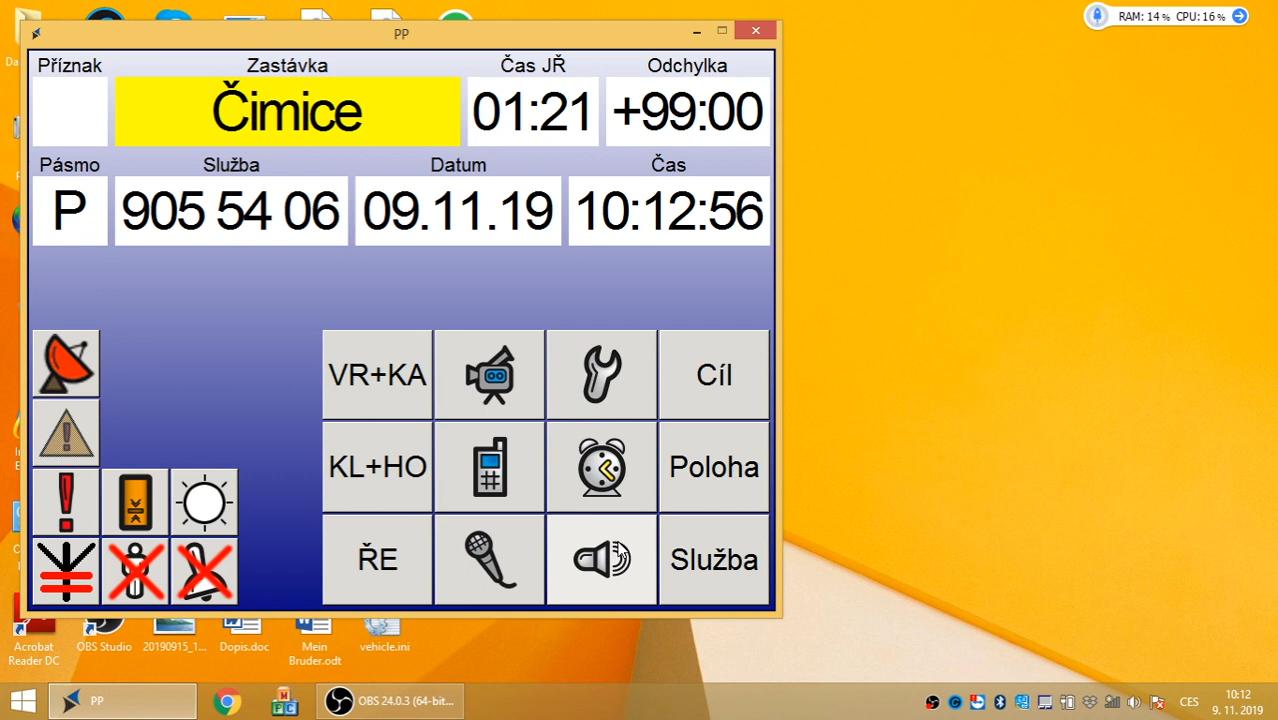 RAM: 14 % CPU: 16 %
PP
Příznak Zastávka Čas JŘ Odchylka
Čimice 01:21 +99:00
Pásmo Služba Datum Čas
P 905 54 06 09.11.19 10:12:56
VR+KA Cíl
KL+HO Poloha
ŘE Služba
Acrobat Reader DC
OBS Studio
20190915_1...
Dopis.doc
Mein Bruder.odt
vehicle.ini
PP
OBS 24.0.3 (64-bit...
CES
10:12
9. 11. 2019